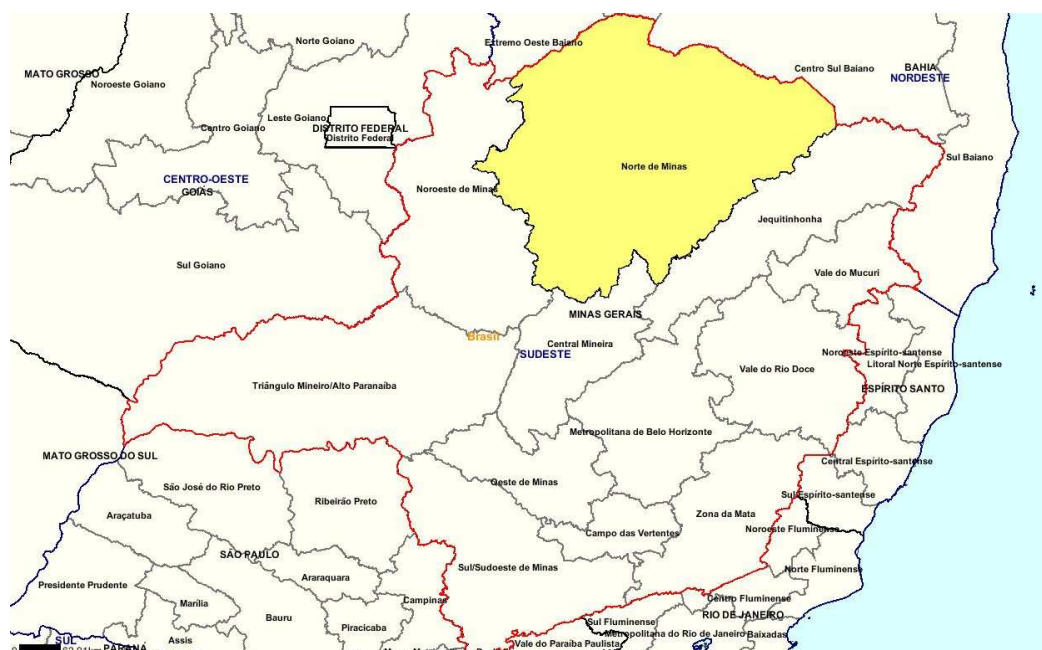 Norte Goiano
Extremo Oeste Baiano
MATO GROSSO
Noroeste Goiano
Centro Sul Baiano
BAHIA
NORDESTE
Leste Goiano
Centro Goiano
DISTRITO FEDERAL
Distrito Federal
Sul Baiano
Norte de Minas
CENTRO-OESTE
GOIÁS
Noroeste de Minas
Jequitinhonha
Sul Goiano
Vale do Mucuri
MINAS GERAIS
Brasil
Central Mineira
SUDESTE
Noroeste Espírito-santense
Litoral Norte Espírito-santense
Vale do Rio Doce
Triângulo Mineiro/Alto Paranaíba
ESPÍRITO SANTO
Metropolitana de Belo Horizonte
MATO GROSSO DO SUL
Central Espírito-santense
Oeste de Minas
São José do Rio Preto
Ribeirão Preto
Sul Espírito-santense
Araçatuba
Zona da Mata
Campo das Vertentes
Noroeste Fluminense
SÃO PAULO
Sul/Sudoeste de Minas
Norte Fluminense
Araraquara
Presidente Prudente
Marília
Campinas
Centro Fluminense
Bauru
RIO DE JANEIRO
Sul Fluminense
Piracicaba
Metropolitana do Rio de Janeiro
Baixadas
SUL
Assis
Vale do Paraíba Paulista
PARANÁ